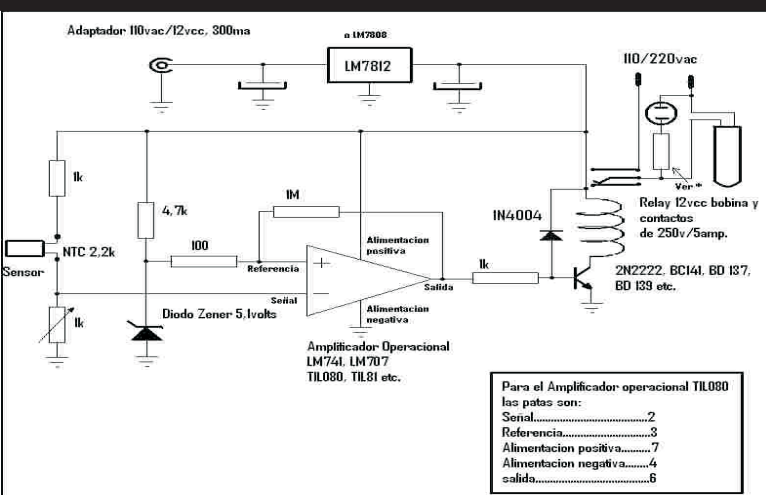 Adaptador 110vac/12vcc, 300ma
o LM7808
LM7812
110/220vac
1k
4,7k
1M
1N4004
Ver *
Relay 12vcc bobina y
contactos
de 250v/5amp.
NTC 2,2k
Sensor
100
Referencia
Alimentacion
positiva
1k
Salida
Señal
Alimentacion
negativa
2N2222, BC141, BD 137,
BD 139 etc.
1k
Diodo Zener 5,1volts
Amplificador Operacional
LM741, LM707
TIL080, TIL81 etc.
Para el Amplificador operacional TIL080
las patas son:
Señal...................................2
Referencia...........................3
Alimentacion positiva.........7
Alimentacion negativa.......4
salida...................................6